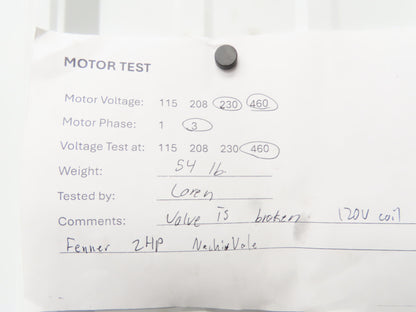 MOTOR TEST
Motor Voltage: 115 208 230 460
Motor Phase: 1 3
Voltage Test at: 115 208 230 460
Weight: 54 lb
Tested by: Loren
Comments: Valve is broken 120V coil
Fenner 2HP